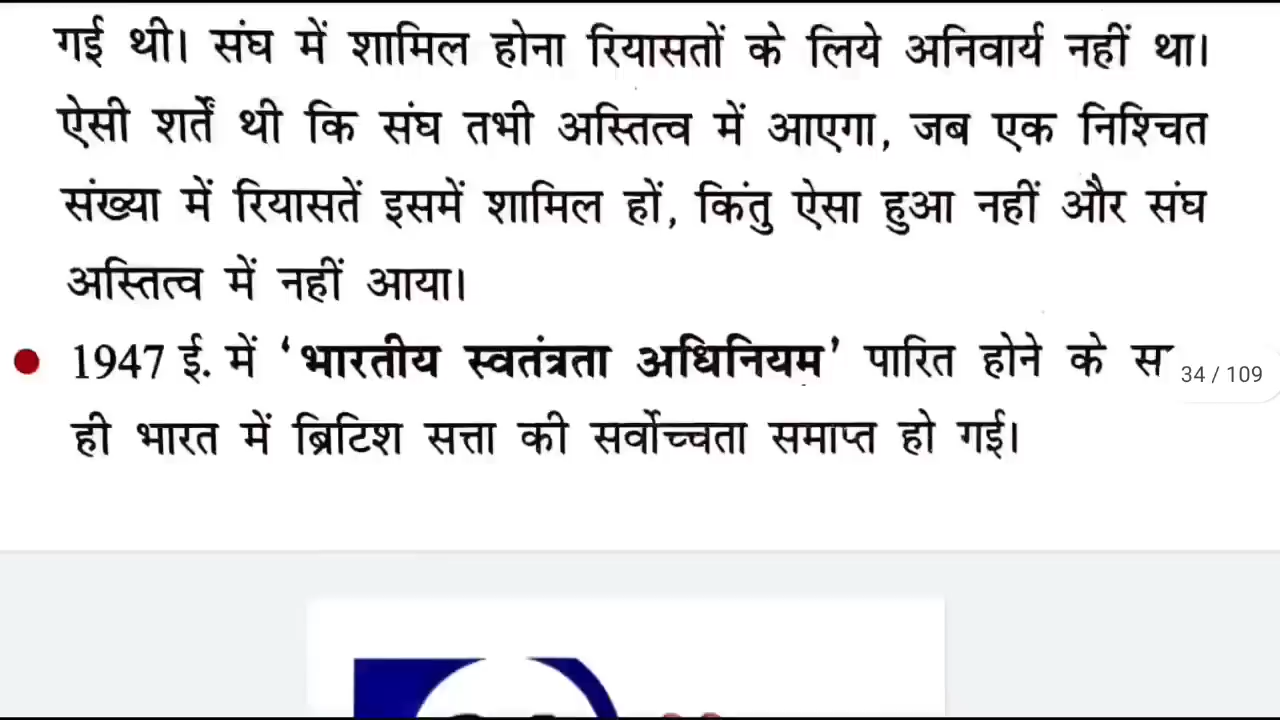 गई थी। संघ में शामिल होना रियासतों के लिये अनिवार्य नहीं था।
ऐसी शर्तें थी कि संघ तभी अस्तित्व में आएगा, जब एक निश्चित
संख्या में रियासतें इसमें शामिल हों, किंतु ऐसा हुआ नहीं और संघ
अस्तित्व में नहीं आया।
1947 ई. में ‘भारतीय स्वतंत्रता अधिनियम’ पारित होने के
34 / 109
ही भारत में ब्रिटिश सत्ता की सर्वोच्चता समाप्त हो गई।